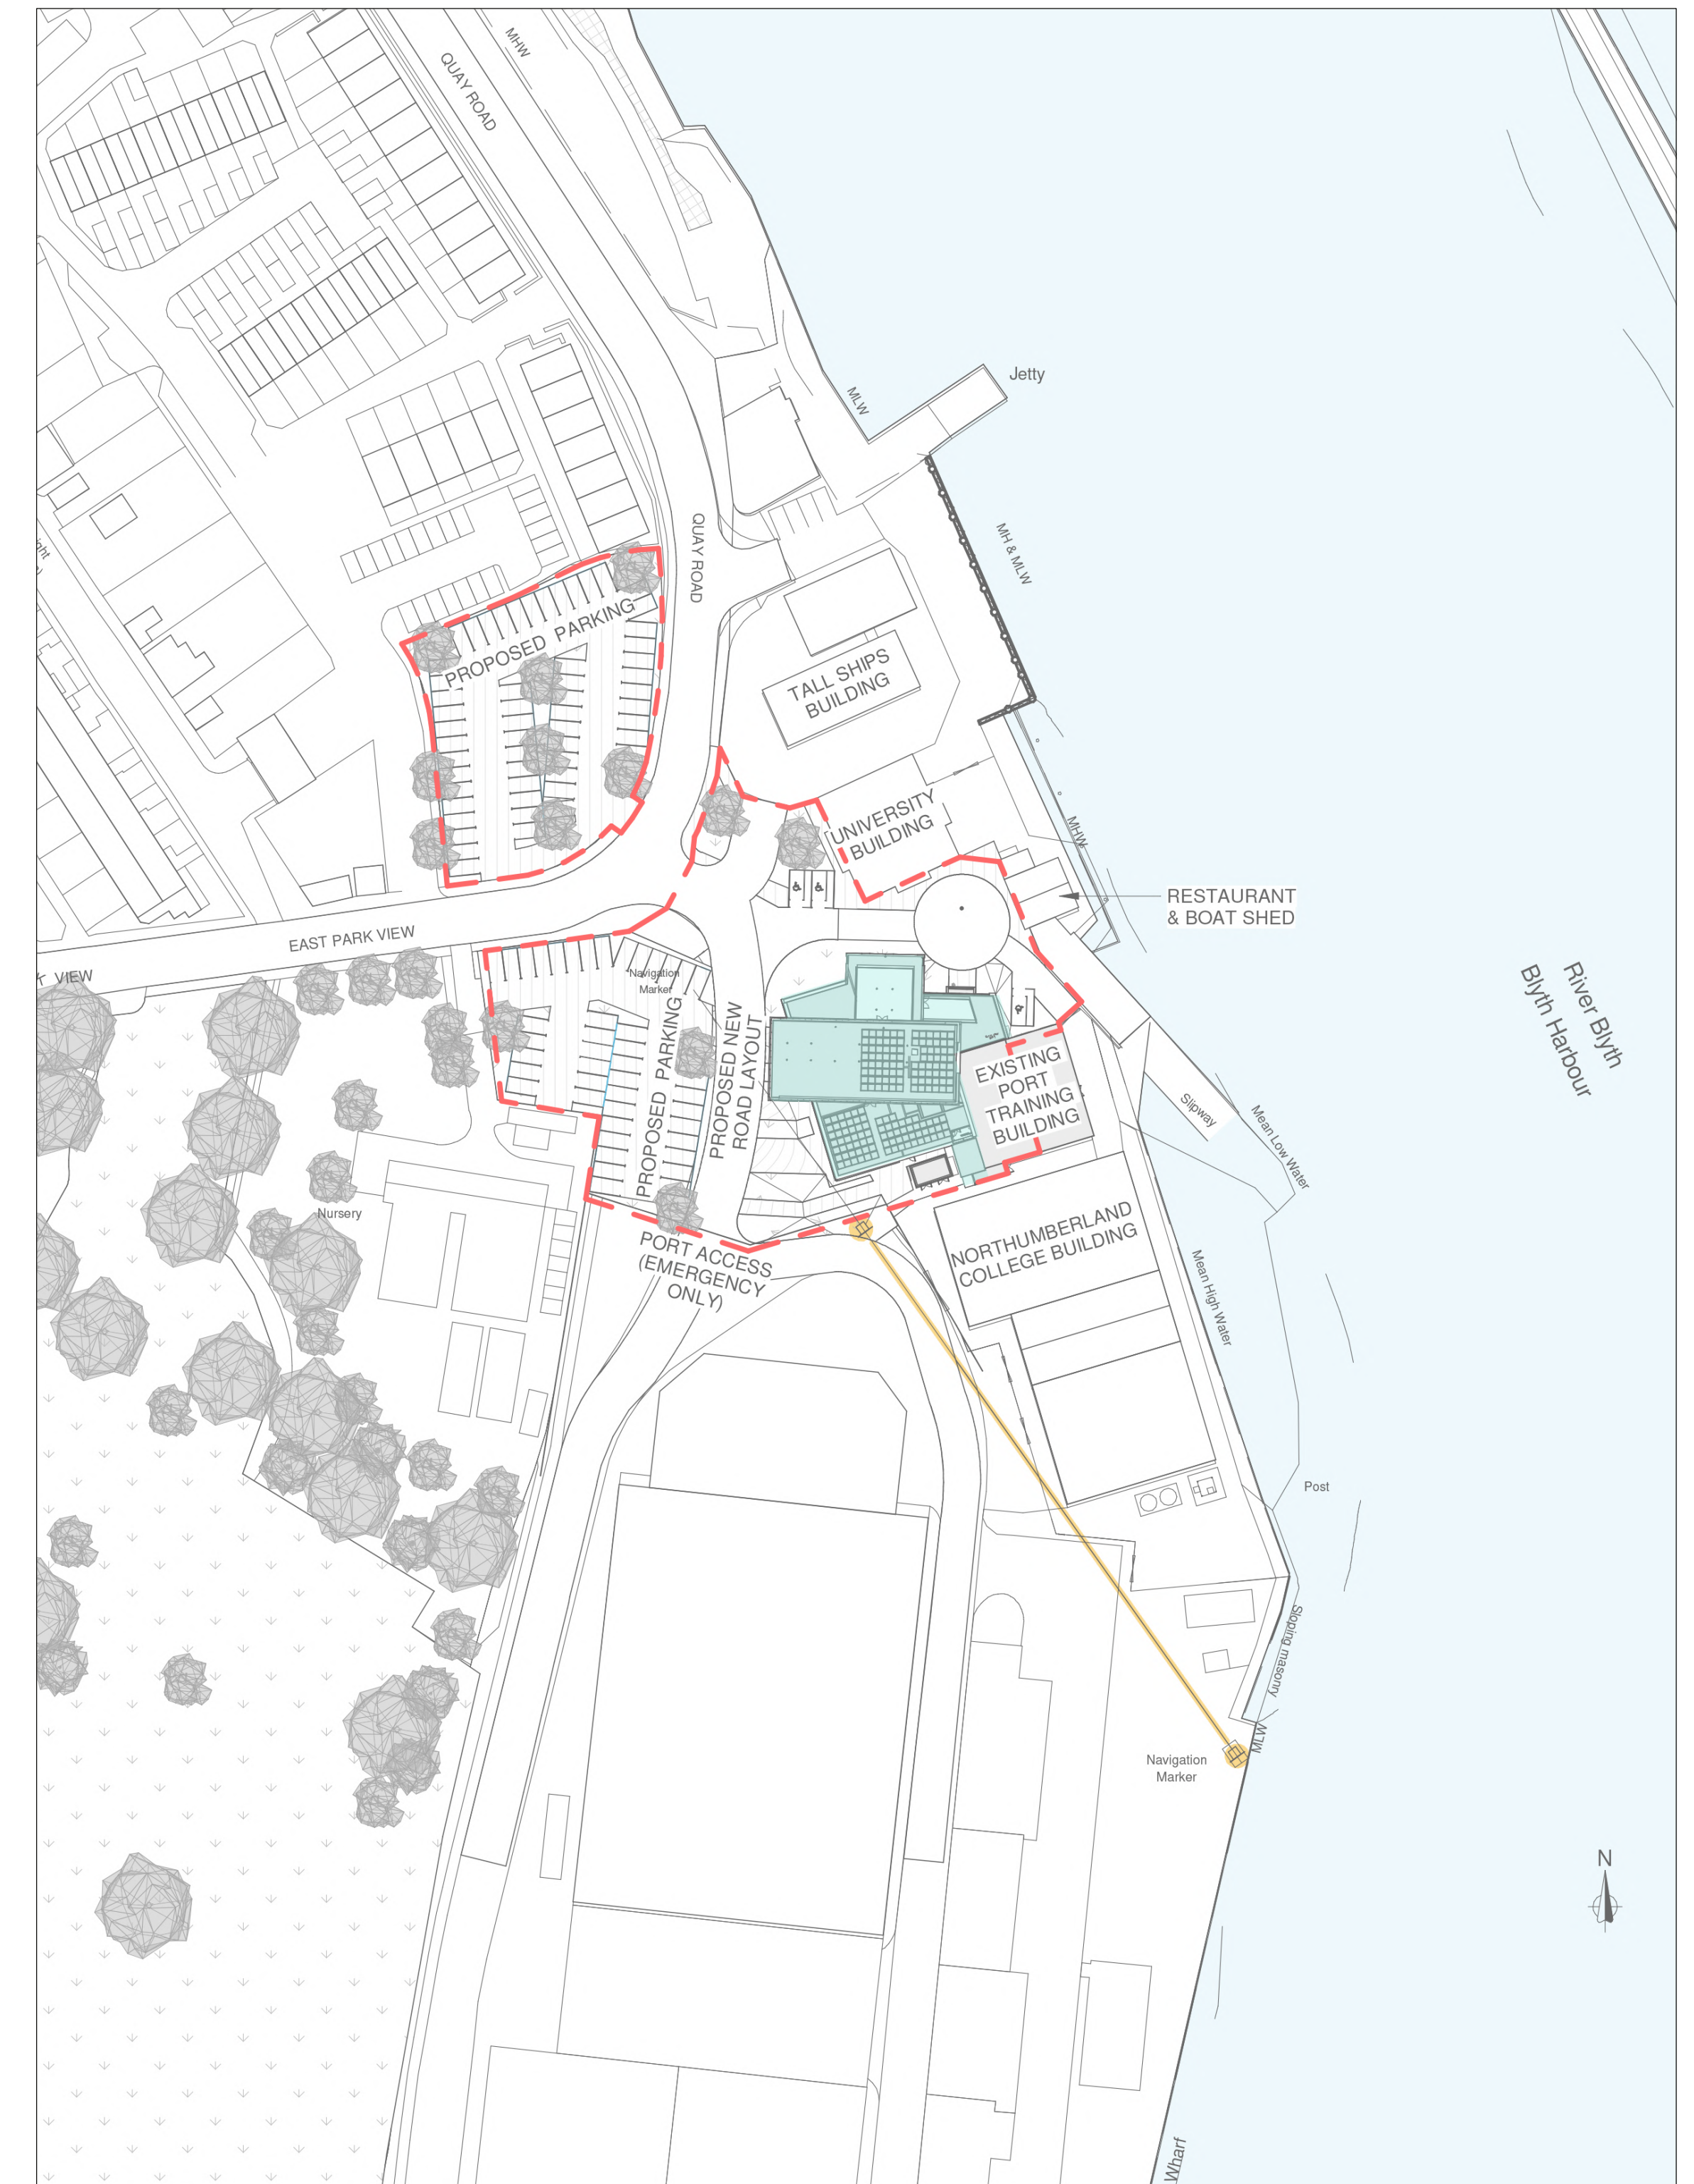 MHW
QUAY ROAD
Jetty
MLW
QUAY ROAD
MH & MLW
PROPOSED PARKING
TALL SHIPS
BUILDING
UNIVERSITY
BUILDING
MHW
RESTAURANT
& BOAT SHED
EAST PARK VIEW
VIEW
Navigation
Marker
River Blyth
Blyth Harbour
PROPOSED PARKING
PROPOSED NEW
ROAD LAYOUT
EXISTING
PORT
TRAINING
BUILDING
Slipway
Mean Low Water
Nursery
NORTHUMBERLAND
COLLEGE BUILDING
PORT ACCESS
(EMERGENCY
ONLY)
Mean High Water
Post
Sloping masonry
MLW
Navigation
Marker
N
Wharf